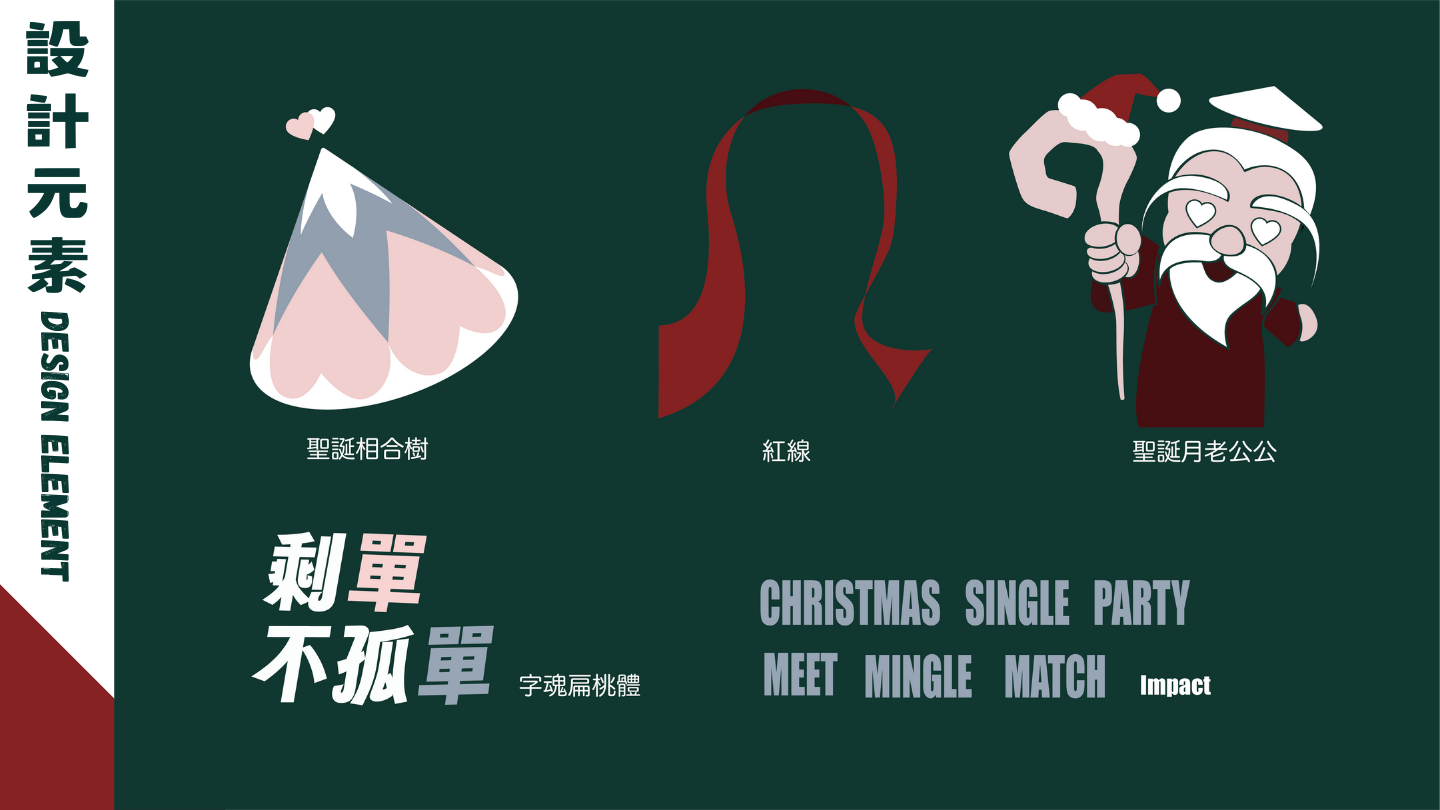 設計元素 DESIGN ELEMENT
聖誕相合樹
紅線
聖誕月老公公
剩單
不孤單
字魂扁桃體
CHRISTMAS SINGLE PARTY
MEET MINGLE MATCH
Impact